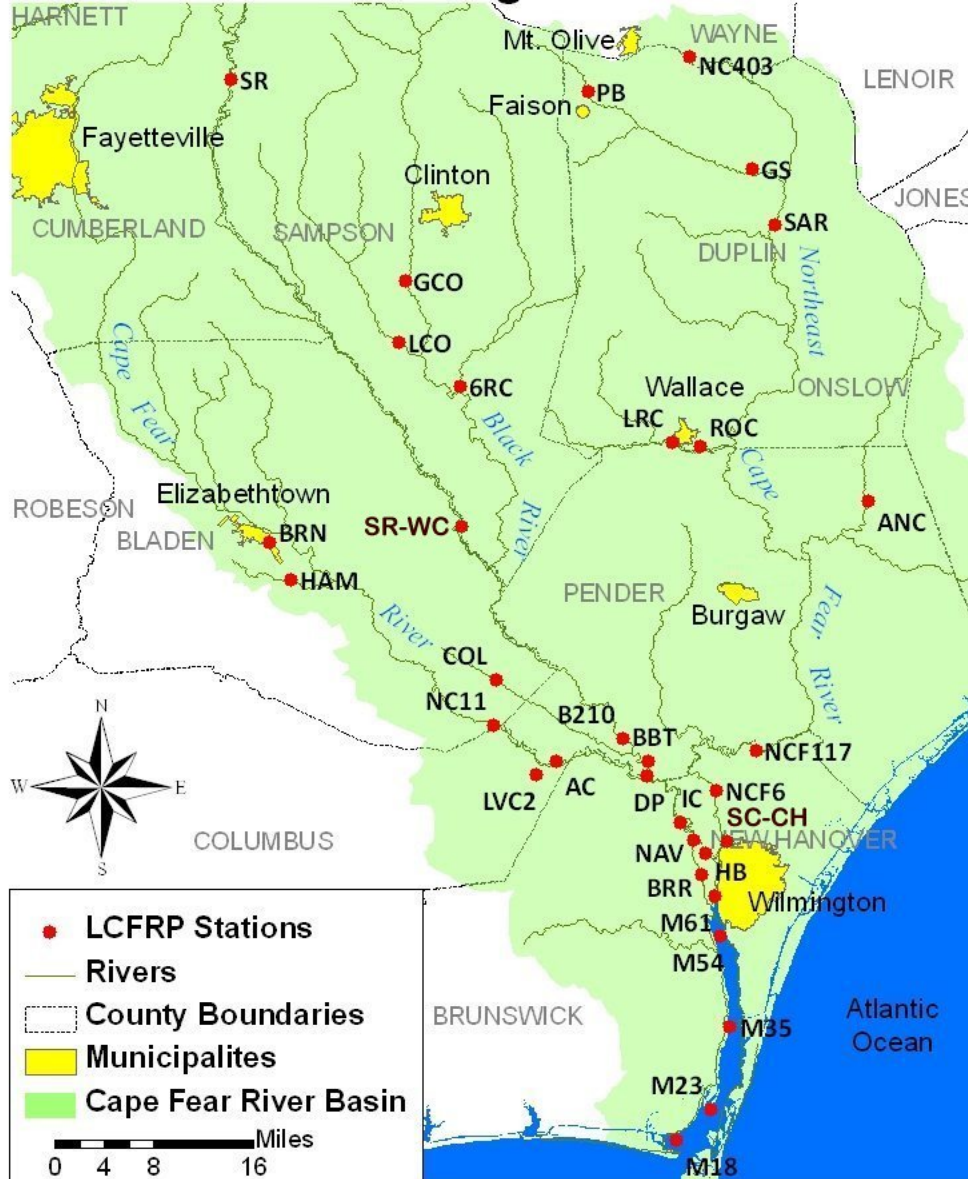 HARNETT
Mt. Olive
WAYNE
NC403
LENOIR
SR
PB
Faison
Fayetteville
Clinton
GS
JONES
CUMBERLAND
SAMPSON
SAR
DUPLIN
GCO
Northeast
Cape
Fear
LCO
6RC
Wallace
ONSLOW
LRC
ROC
Black
River
Cape
Elizabethtown
ROBESON
BLADEN
BRN
SR-WC
ANC
HAM
PENDER
Burgaw
Fear
River
River
COL
NC11
B210
BBT
NCF117
N
W
E
S
LVC2
AC
DP
IC
NCF6
SC-CH
COLUMBUS
NEW HANOVER
NAV
HB
BRR
Wilmington
M61
M54
BRUNSWICK
M35
Atlantic
Ocean
M23
M18
LCFRP Stations
Rivers
County Boundaries
Municipalites
Cape Fear River Basin
Miles
0 4 8 16